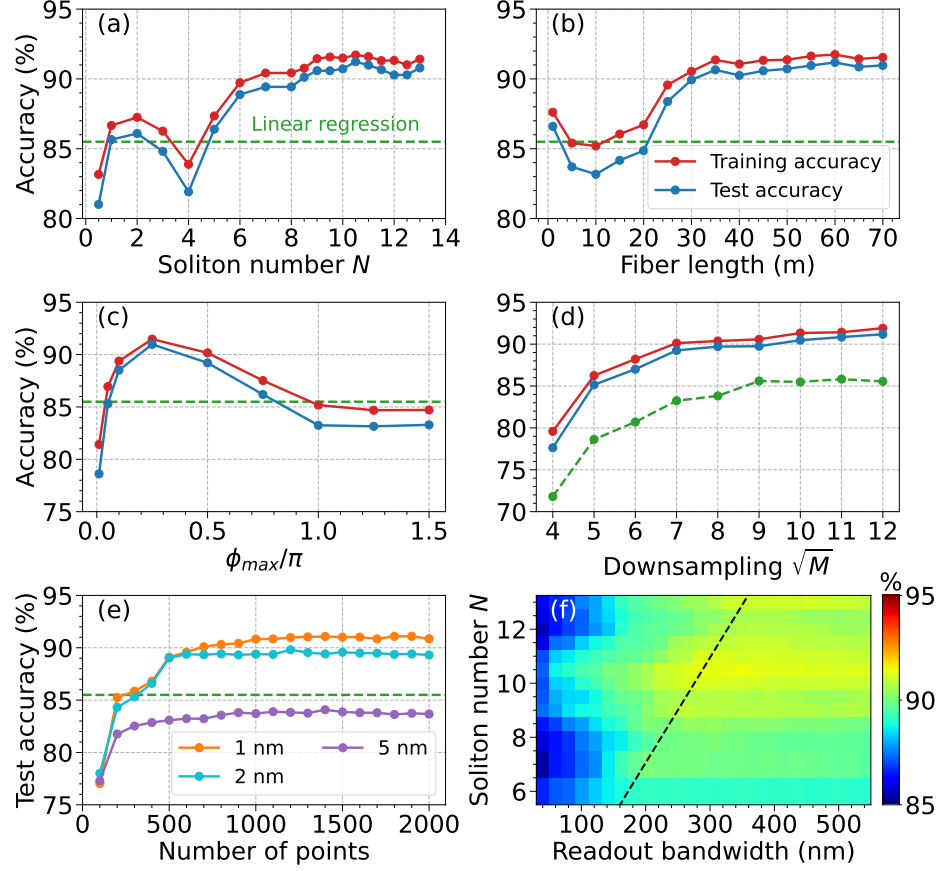 (a)
Accuracy (%)
95
90
85
80
Linear regression
0 2 4 6 8 10 12 14
Soliton number N
(b)
95
90
85
80
Training accuracy
Test accuracy
0 10 20 30 40 50 60 70
Fiber length (m)
(c)
Accuracy (%)
95
90
85
80
75
0.0 0.5 1.0 1.5
ϕmax/π
(d)
95
90
85
80
75
70
4 5 6 7 8 9 10 11 12
Downsampling √M
(e)
Test accuracy (%)
95
90
85
80
75
1 nm 5 nm
2 nm
0 500 1000 1500 2000
Number of points
(f)
Soliton number N
12
10
8
6
100 200 300 400 500
Readout bandwidth (nm)
%
95
90
85